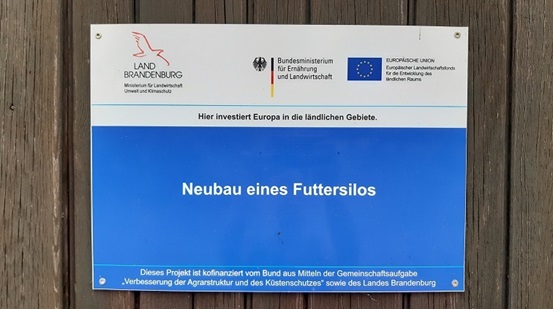 LAND
BRANDENBURG
Ministerium für Landwirtschaft
Umwelt und Klimaschutz
Bundesministerium
für Ernährung
und Landwirtschaft
EUROPÄISCHE UNION
Europäischer Landwirtschaftsfonds
für die Entwicklung des
ländlichen Raums
Hier investiert Europa in die ländlichen Gebiete.
Neubau eines Futtersilos
Dieses Projekt ist kofinanziert vom Bund aus Mitteln der Gemeinschaftsaufgabe
„Verbesserung der Agrarstruktur und des Küstenschutzes“ sowie des Landes Brandenburg